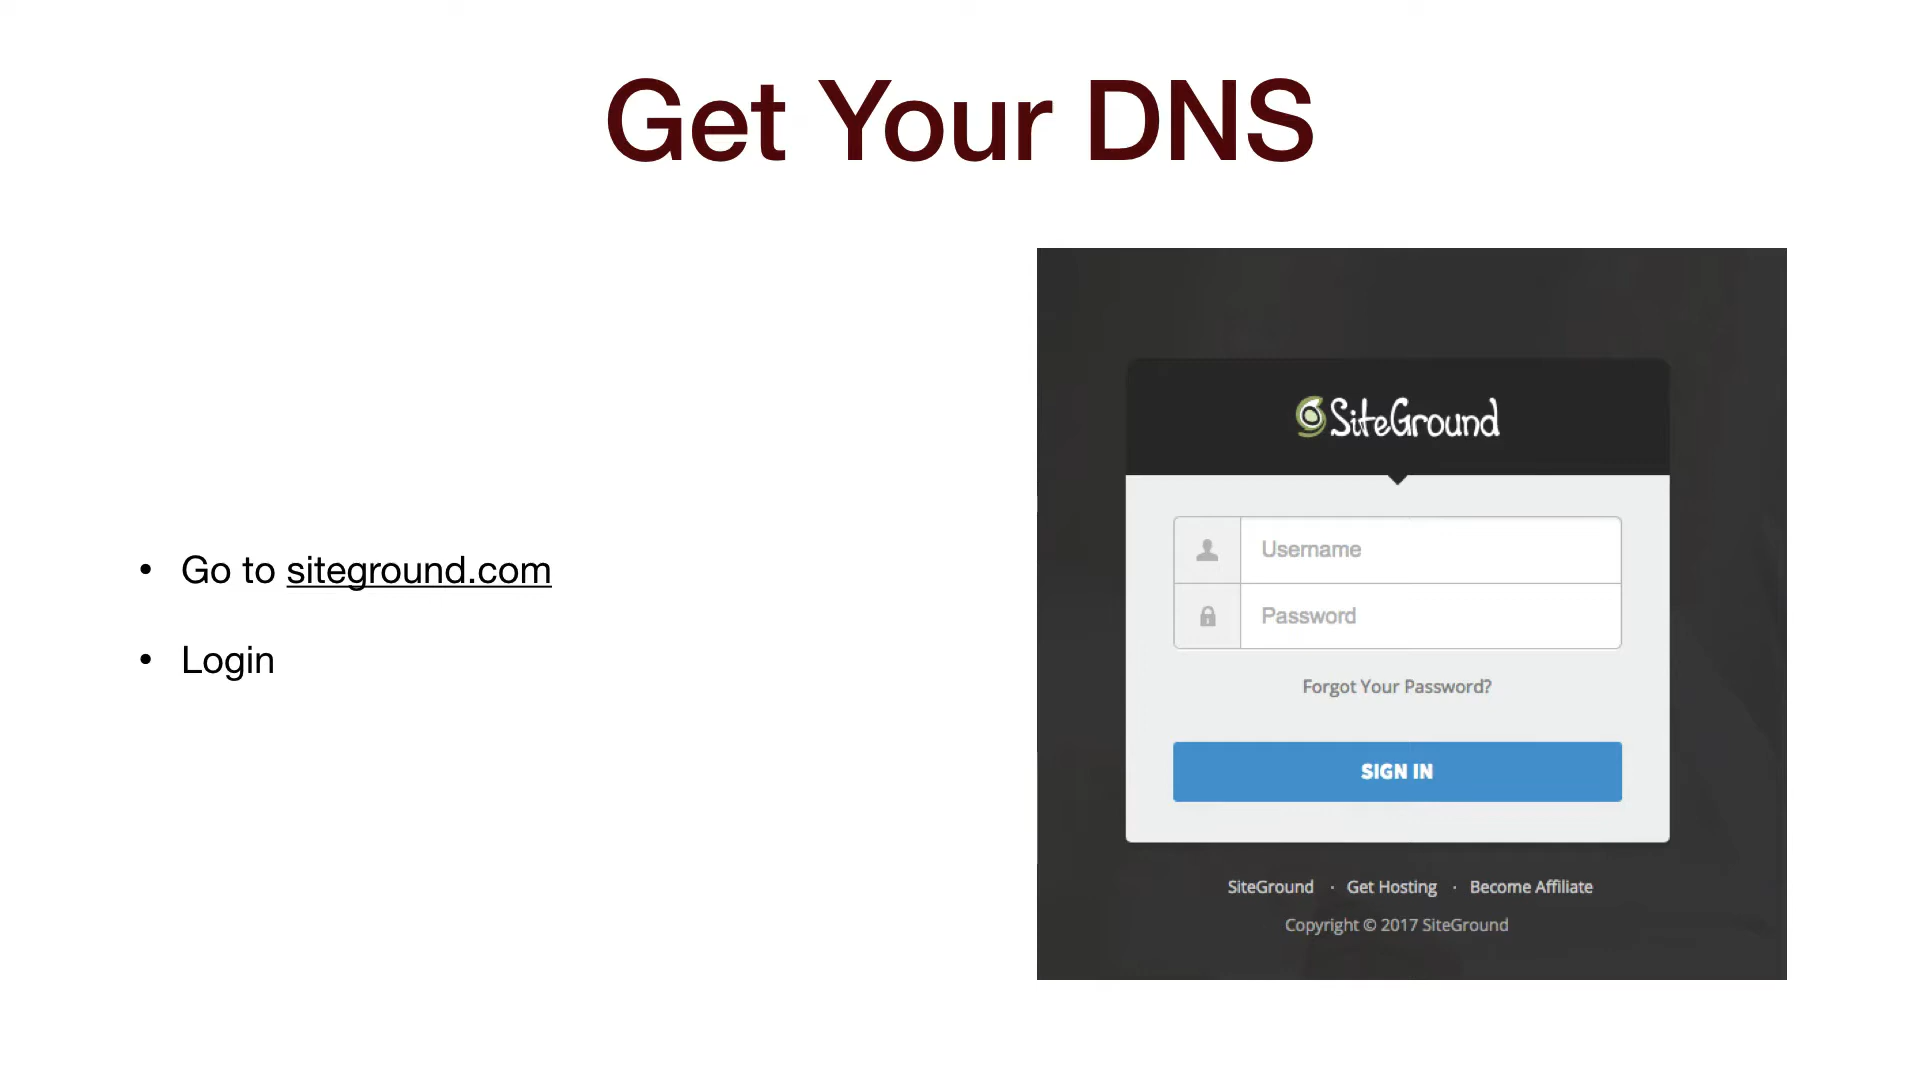 Get Your DNS
• Go to siteground.com
• Login
SiteGround
Username
Password
Forgot Your Password?
SIGN IN
SiteGround · Get Hosting · Become Affiliate
Copyright © 2017 SiteGround